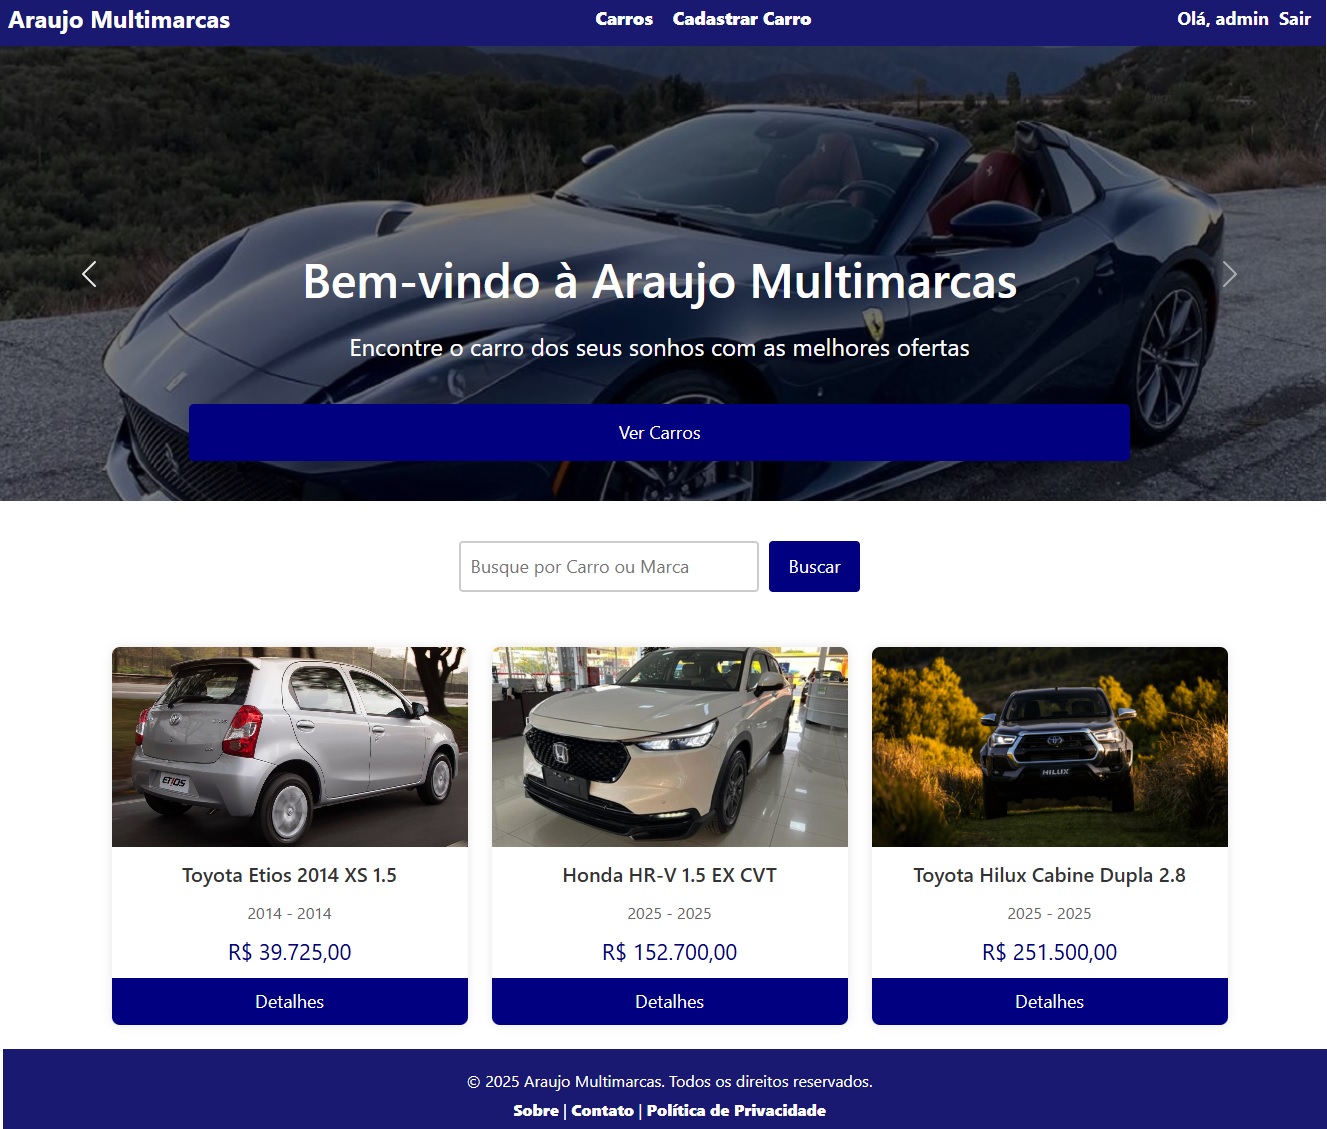 Araujo Multimarcas
Carros Cadastrar Carro
Olá, admin Sair
Bem-vindo à Araujo Multimarcas
Encontre o carro dos seus sonhos com as melhores ofertas
Ver Carros
Busque por Carro ou Marca
Buscar
ETIOS
HILUX
Toyota Etios 2014 XS 1.5
2014 - 2014
R$ 39.725,00
Detalhes
Honda HR-V 1.5 EX CVT
2025 - 2025
R$ 152.700,00
Detalhes
Toyota Hilux Cabine Dupla 2.8
2025 - 2025
R$ 251.500,00
Detalhes
© 2025 Araujo Multimarcas. Todos os direitos reservados.
Sobre | Contato | Política de Privacidade